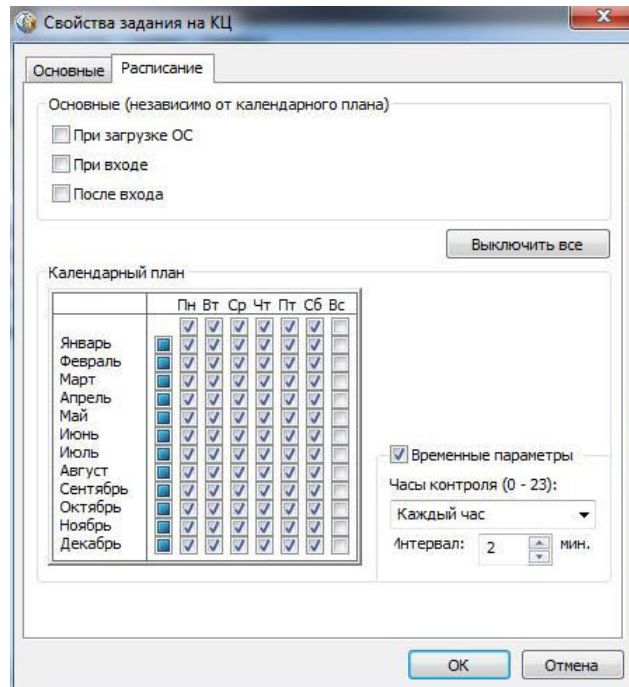 Свойства задания на КЦ
Основные Расписание
Основные (независимо от календарного плана)
При загрузке ОС
При входе
После входа
Выключить все
Календарный план
Пн Вт Ср Чт Пт Сб Вс
Январь
Февраль
Март
Апрель
Май
Июнь
Июль
Август
Сентябрь
Октябрь
Ноябрь
Декабрь
Временные параметры
Часы контроля (0 - 23):
Каждый час
Интервал: 2 мин.
ОК Отмена